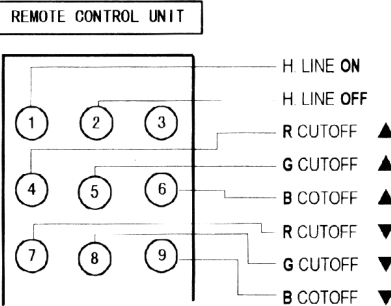 REMOTE CONTROL UNIT
H. LINE ON
H. LINE OFF
1 2 3
R CUTOFF ▲
G CUTOFF ▲
4 5 6
B COTOFF ▲
R CUTOFF ▼
7 8 9
G CUTOFF ▼
B COTOFF ▼